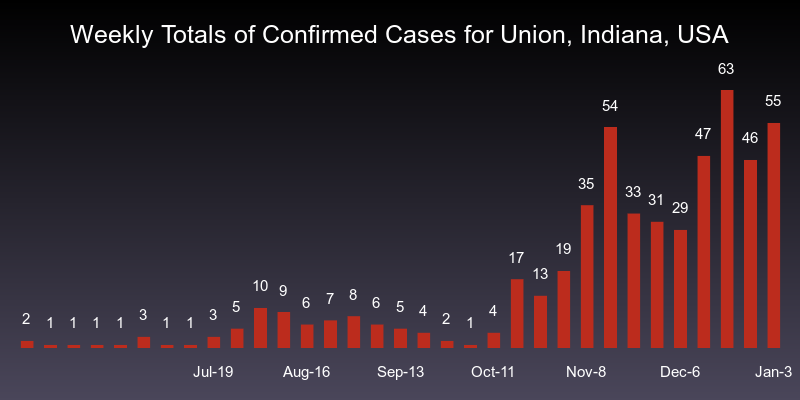 Weekly Totals of Confirmed Cases for Union, Indiana, USA
2 1 1 1 1 3 1 1 3 5 10 9 6 7 8 6 5 4 2 1 4 17 13 19 35 54 33 31 29 47 63 46 55
Jul-19 Aug-16 Sep-13 Oct-11 Nov-8 Dec-6 Jan-3